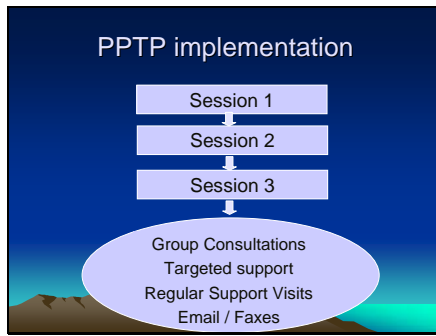 PPTP implementation
Session 1
Session 2
Session 3
Group Consultations
Targeted support
Regular Support Visits
Email / Faxes